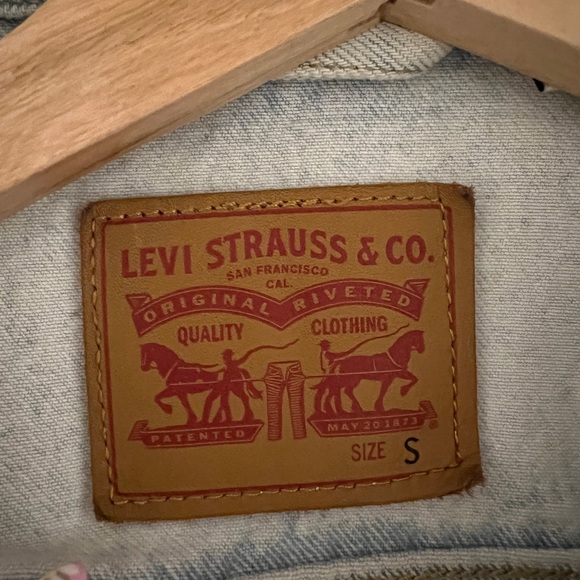 LEVI STRAUSS & CO.
SAN FRANCISCO
CAL.
ORIGINAL RIVETED
QUALITY CLOTHING
PATENTED MAY 20 1873
®
SIZE S